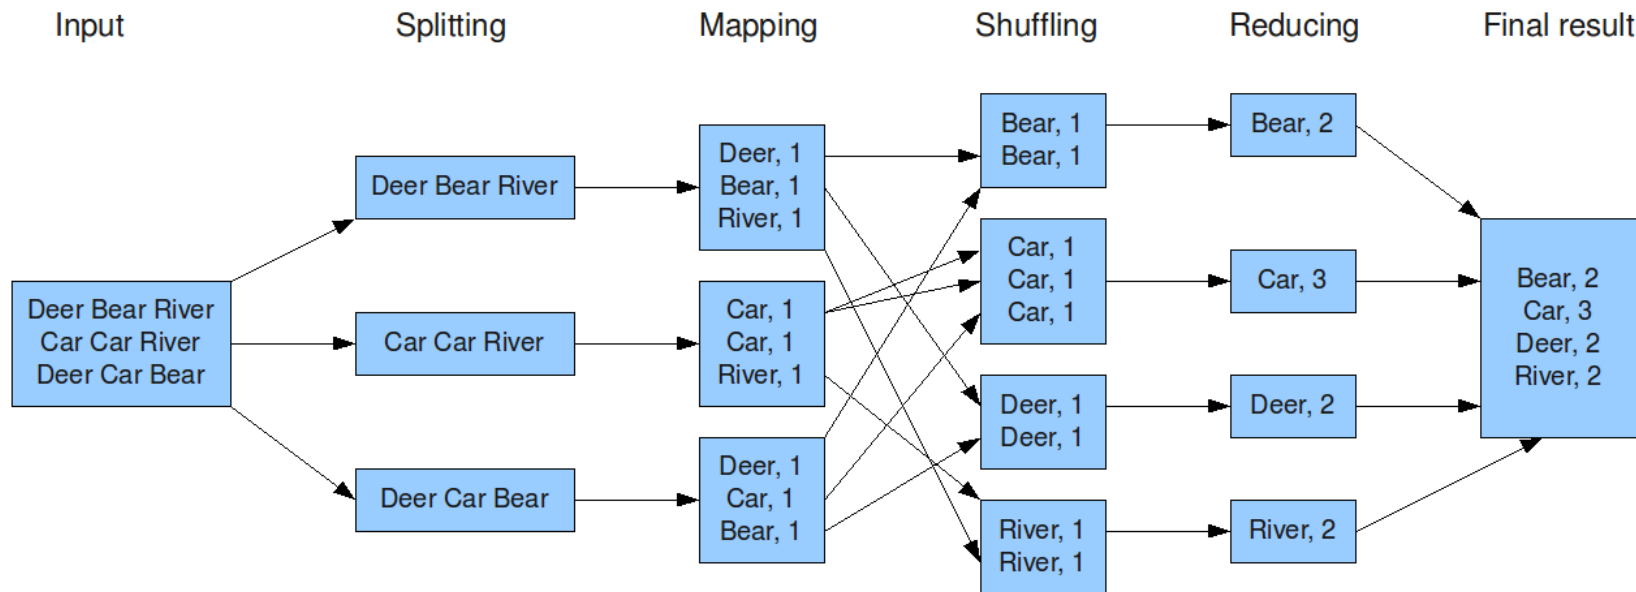 Input
Splitting
Mapping
Shuffling
Reducing
Final result
Deer Bear River
Car Car River
Deer Car Bear
Deer Bear River
Car Car River
Deer Car Bear
Deer, 1
Bear, 1
River, 1
Car, 1
Car, 1
River, 1
Deer, 1
Car, 1
Bear, 1
Bear, 1
Bear, 1
Car, 1
Car, 1
Car, 1
Deer, 1
Deer, 1
River, 1
River, 1
Bear, 2
Car, 3
Deer, 2
River, 2
Bear, 2
Car, 3
Deer, 2
River, 2